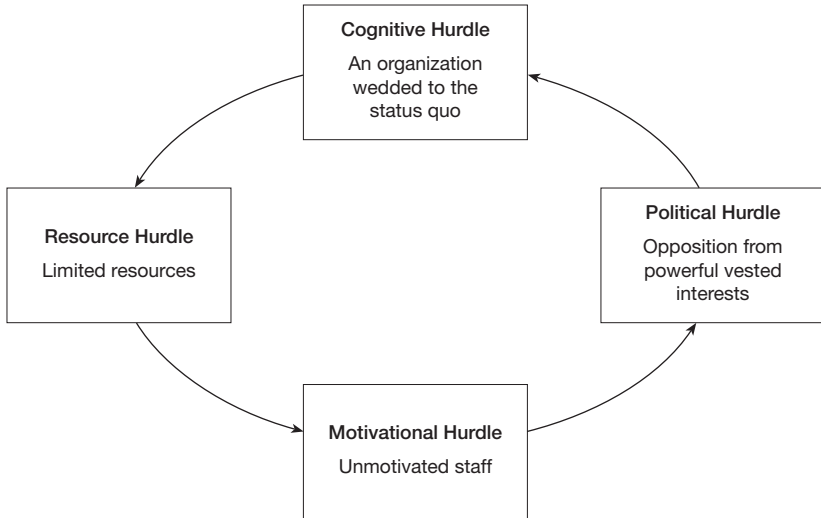 Cognitive Hurdle
An organization
wedded to the
status quo
Resource Hurdle
Limited resources
Political Hurdle
Opposition from
powerful vested
interests
Motivational Hurdle
Unmotivated staff